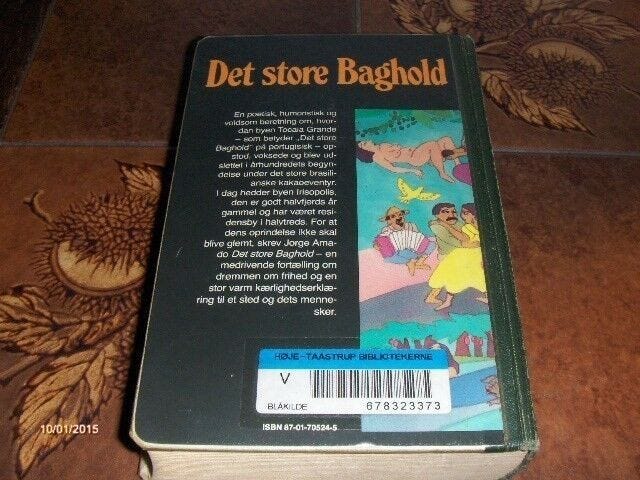 Det store Baghold
En poetisk, humoristisk og
voldsom beretning om, hvor-
dan byen Tocaia Grande
– som betyder „Det store
Baghold" på portugisisk – op-
stod, voksede og blev ud-
slettet i århundredets begyn-
delse under det store brasili-
anske kakaoeventyr.
I dag hedder byen Irisopolis,
den er godt halvfjerds år
gammel og har været resi-
densby i halvtreds. For at
dens oprindelse ikke skal
blive glemt, skrev Jorge Ama-
do Det store Baghold – en
medrivende fortælling om
drømmen om frihed og en
stor varm kærlighedserklæ-
ring til et sted og dets menne-
sker.
HØJE-TAASTRUP BIBLIOTEKERNE
V
BLÅKILDE 678323373
ISBN 87-01-70524-5
10/01/2015